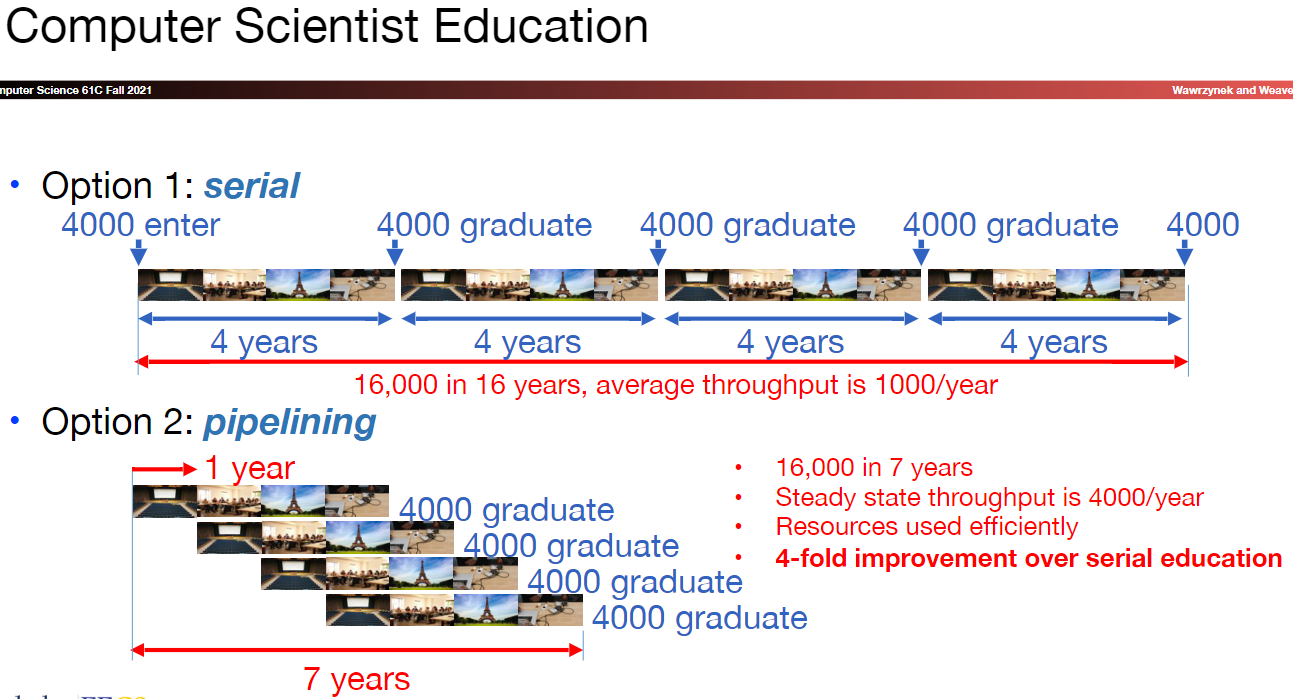 Computer Scientist Education
mputer Science 61C Fall 2021
Wawrzynek and Weave
• Option 1: serial
4000 enter 4000 graduate 4000 graduate 4000 graduate 4000
4 years 4 years 4 years 4 years
16,000 in 16 years, average throughput is 1000/year
• Option 2: pipelining
1 year
4000 graduate
4000 graduate
4000 graduate
4000 graduate
7 years
• 16,000 in 7 years
• Steady state throughput is 4000/year
• Resources used efficiently
• 4-fold improvement over serial education